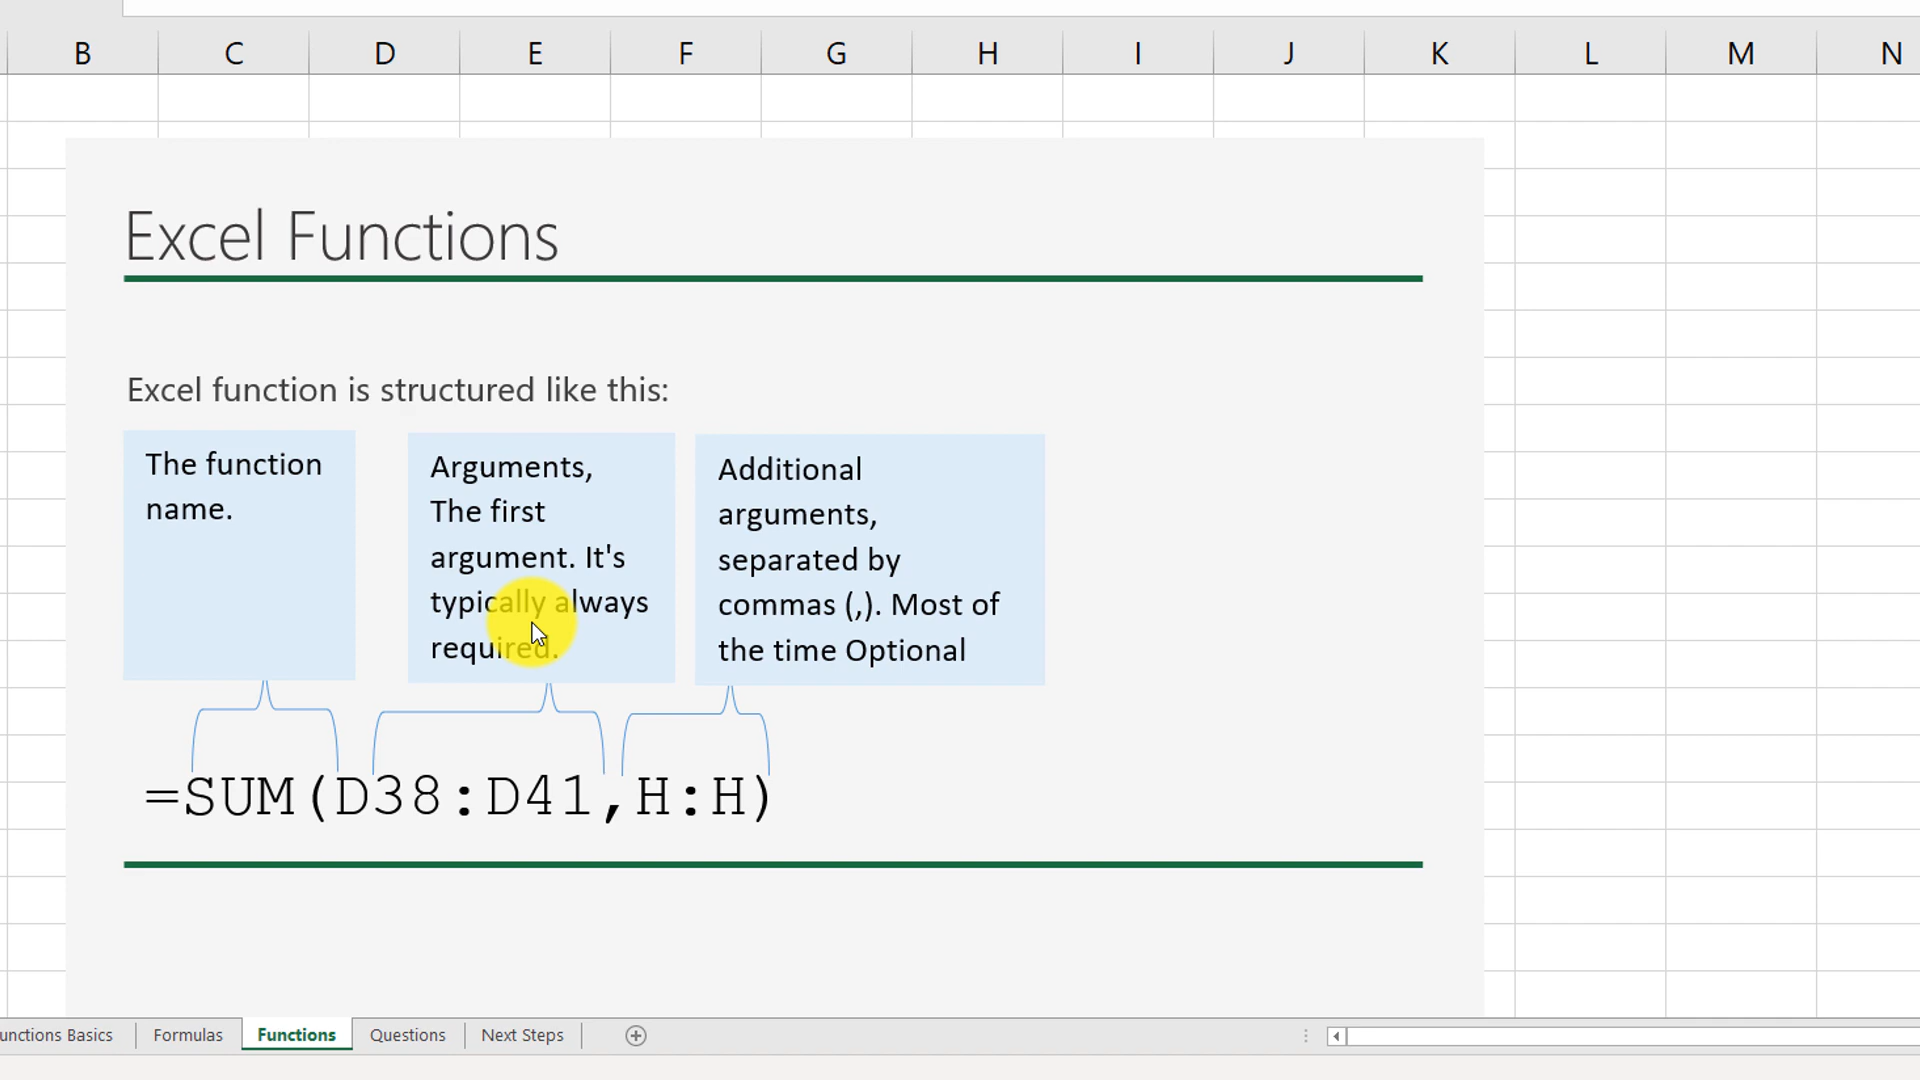 B C D E F G H I J K L M N
Excel Functions
Excel function is structured like this:
The function
name.
Arguments,
The first
argument. It's
typically always
required.
Additional
arguments,
separated by
commas (,). Most of
the time Optional
=SUM(D38:D41,H:H)
unctions Basics Formulas Functions Questions Next Steps